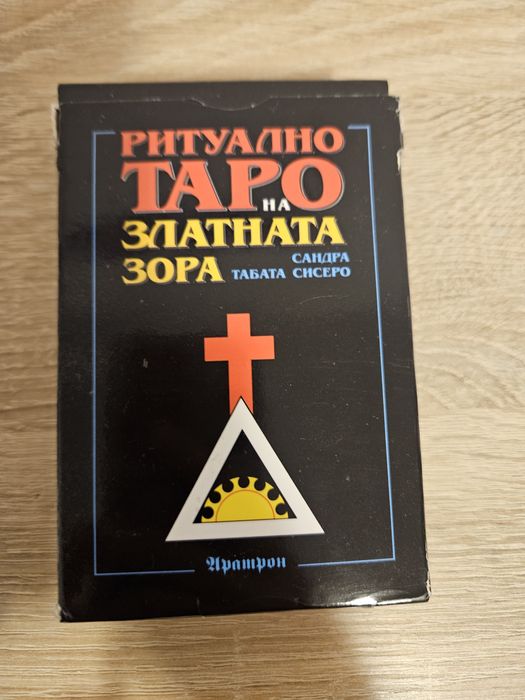 РИТУАЛНО
ТАРО НА
ЗЛАТНАТА
ЗОРА
САНДРА
ТАБАТА СИСЕРО
Аратрон